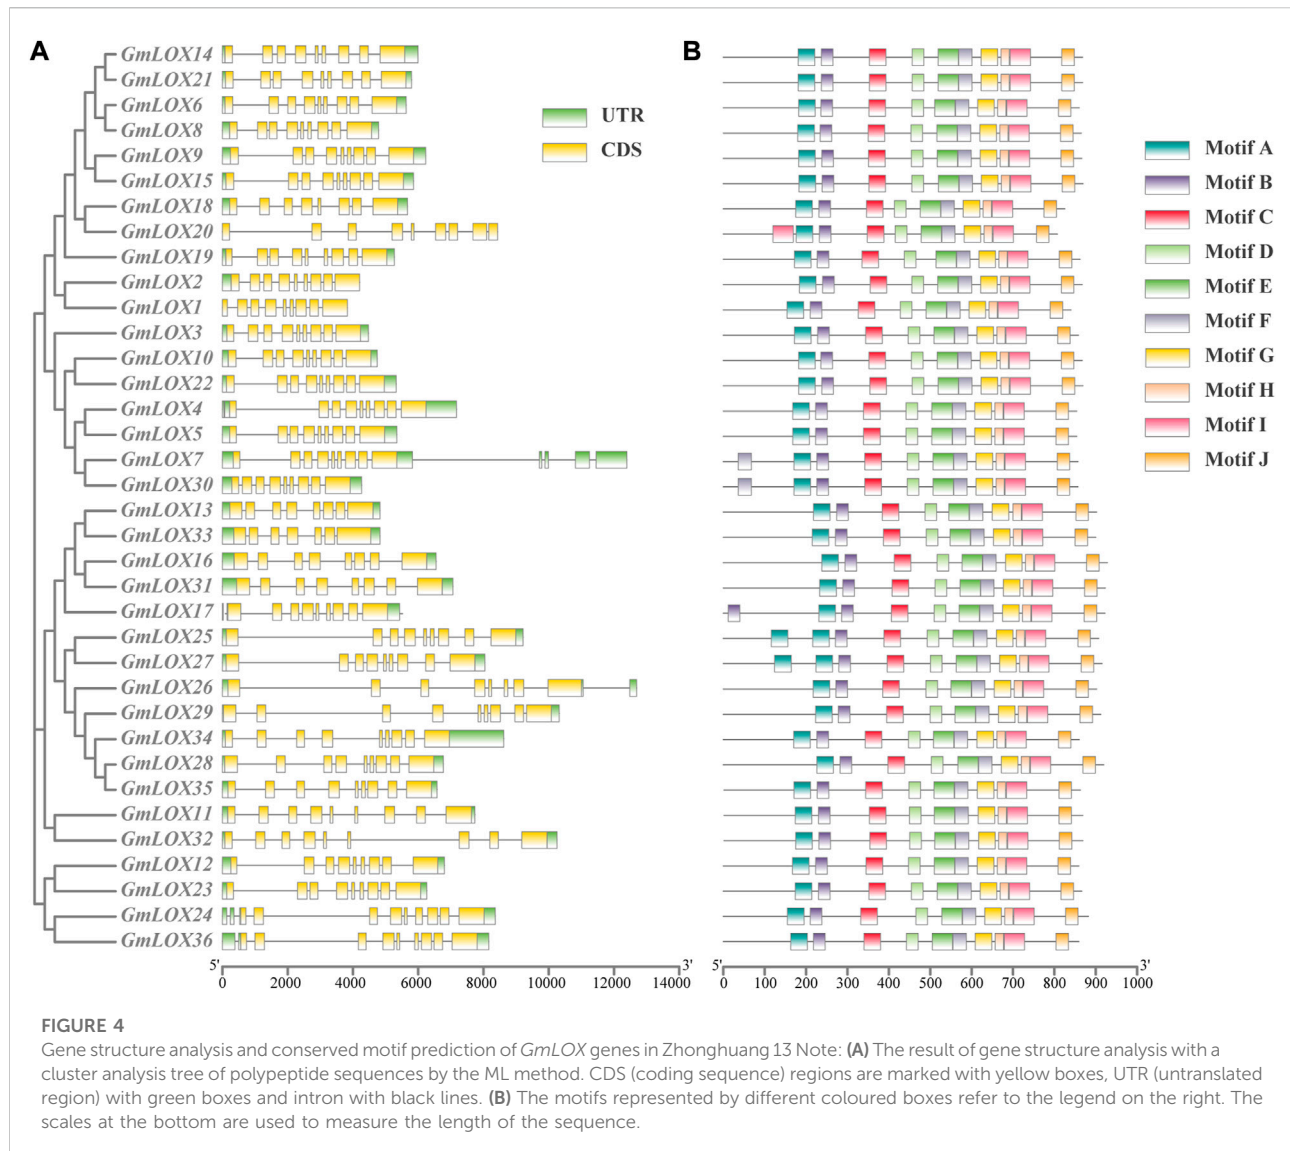 A
GmLOX14
GmLOX21
GmLOX6
GmLOX8
GmLOX9
GmLOX15
GmLOX18
GmLOX20
GmLOX19
GmLOX2
GmLOX1
GmLOX3
GmLOX10
GmLOX22
GmLOX4
GmLOX5
GmLOX7
GmLOX30
GmLOX13
GmLOX33
GmLOX16
GmLOX31
GmLOX17
GmLOX25
GmLOX27
GmLOX26
GmLOX29
GmLOX34
GmLOX28
GmLOX35
GmLOX11
GmLOX32
GmLOX12
GmLOX23
GmLOX24
GmLOX36
UTR
CDS
5' 3'
0 2000 4000 6000 8000 10000 12000 14000
B
Motif A
Motif B
Motif C
Motif D
Motif E
Motif F
Motif G
Motif H
Motif I
Motif J
5' 3'
0 100 200 300 400 500 600 700 800 900 1000
FIGURE 4
Gene structure analysis and conserved motif prediction of GmLOX genes in Zhonghuang 13 Note: (A) The result of gene structure analysis with a
cluster analysis tree of polypeptide sequences by the ML method. CDS (coding sequence) regions are marked with yellow boxes, UTR (untranslated
region) with green boxes and intron with black lines. (B) The motifs represented by different coloured boxes refer to the legend on the right. The
scales at the bottom are used to measure the length of the sequence.